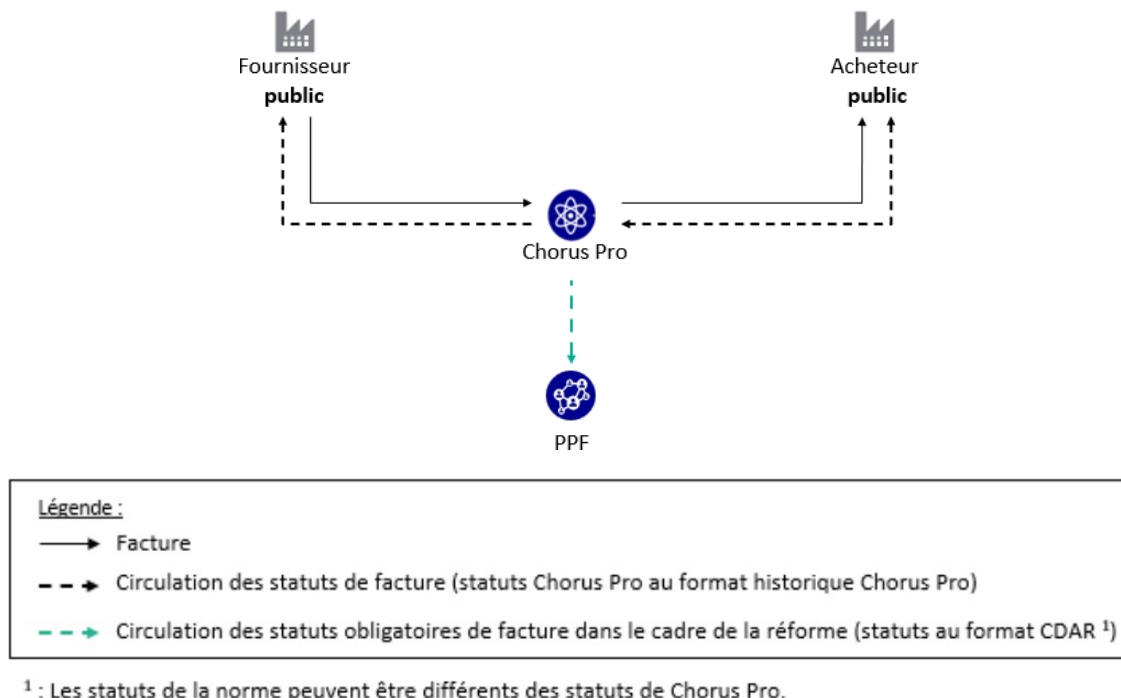 Fournisseur
public
Acheteur
public
Chorus Pro
PPF
Légende :
Facture
Circulation des statuts de facture (statuts Chorus Pro au format historique Chorus Pro)
Circulation des statuts obligatoires de facture dans le cadre de la réforme (statuts au format CDAR ¹)
¹ : Les statuts de la norme peuvent être différents des statuts de Chorus Pro.